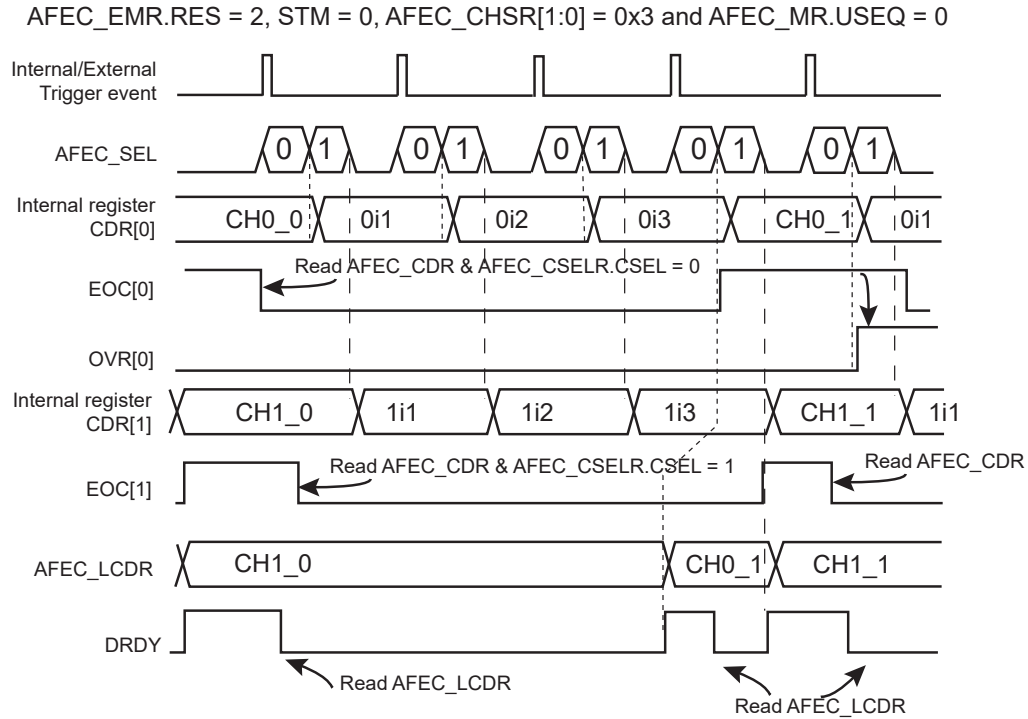 AFEC_EMR.RES = 2, STM = 0, AFEC_CHSR[1:0] = 0x3 and AFEC_MR.USEQ = 0
Internal/External
Trigger event
AFEC_SEL
0 1 0 1 0 1 0 1 0 1
Internal register
CDR[0]
CH0_0 0i1 0i2 0i3 CH0_1 0i1
Read AFEC_CDR & AFEC_CSELR.CSEL = 0
EOC[0]
OVR[0]
Internal register
CDR[1]
CH1_0 1i1 1i2 1i3 CH1_1 1i1
Read AFEC_CDR & AFEC_CSELR.CSEL = 1
Read AFEC_CDR
EOC[1]
AFEC_LCDR
CH1_0 CH0_1 CH1_1
DRDY
Read AFEC_LCDR
Read AFEC_LCDR